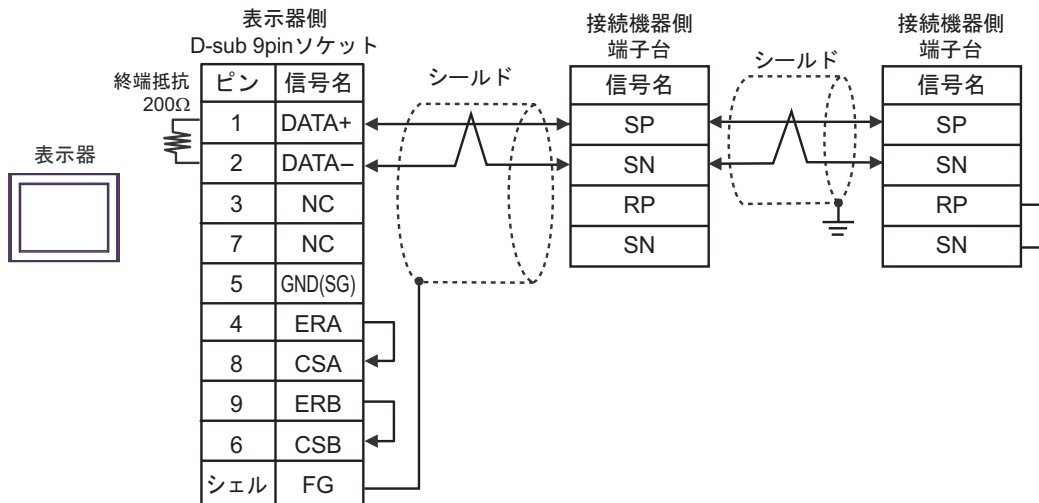 表示器側
D-sub 9pinソケット
終端抵抗
200Ω
表示器
ピン 信号名
1 DATA+
2 DATA–
3 NC
7 NC
5 GND(SG)
4 ERA
8 CSA
9 ERB
6 CSB
シェル FG
シールド
接続機器側
端子台
信号名
SP
SN
RP
SN
シールド
接続機器側
端子台
信号名
SP
SN
RP
SN